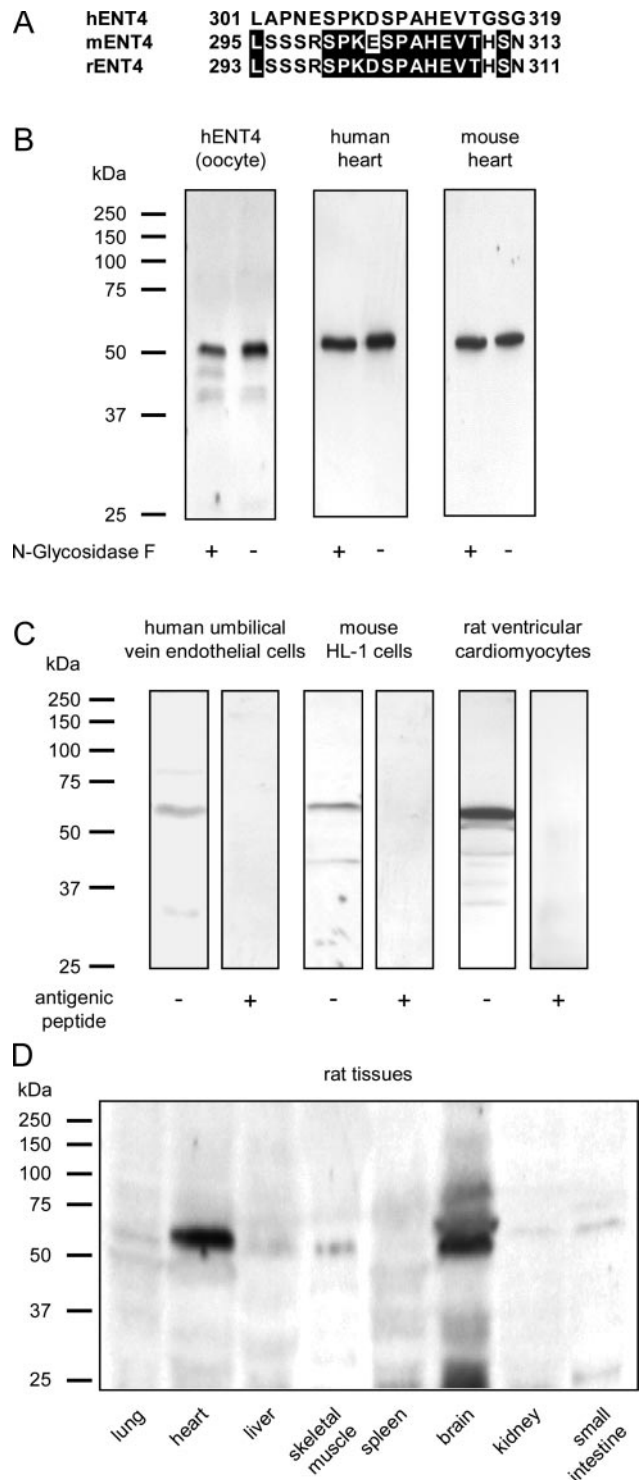 A
hENT4 301 LAPNESPKDSPAHEVTGSG 319
mENT4 295 LSSSRSPKESPAHEVTHSN 313
rENT4 293 LSSSRSPKDSPAHEVTHSN 311
B
hENT4
(oocyte)
human
heart
mouse
heart
kDa
250
150
100
75
50
37
25
N-Glycosidase F + - + - + -
C
human umbilical
vein endothelial cells
mouse
HL-1 cells
rat ventricular
cardiomyocytes
kDa
250
150
100
75
50
37
25
antigenic
peptide
- + - + - +
D
rat tissues
kDa
250
150
100
75
50
37
25
lung
heart
liver
skeletal
muscle
spleen
brain
kidney
small
intestine